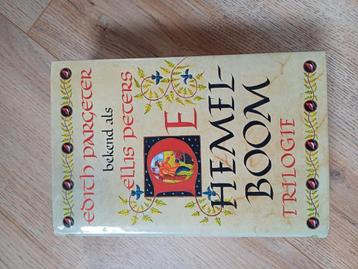 EDITH PARGETER
bekend als
ELLIS PETERS
DE
HEMEL-
BOOM
TRILOGIE